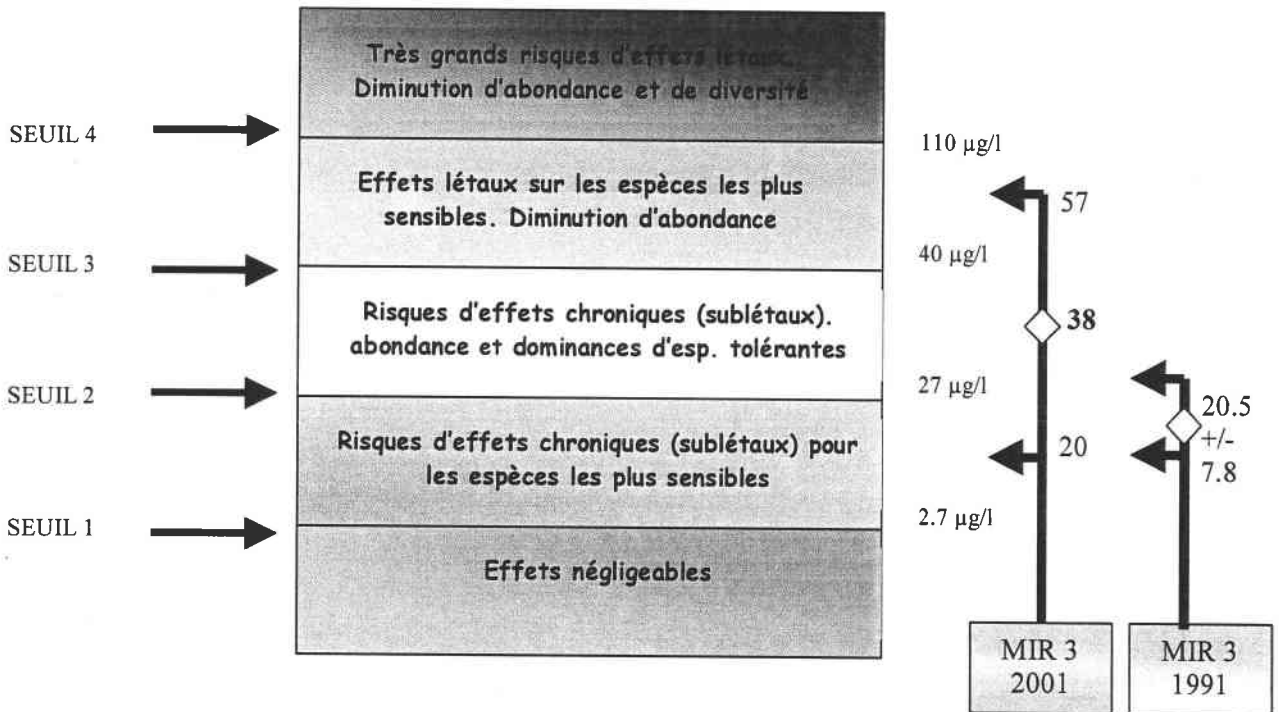 Très grands risques d'effets létaux.
Diminution d'abondance et de diversité
SEUIL 4
110 µg/l
Effets létaux sur les espèces les plus
sensibles. Diminution d'abondance
57
SEUIL 3
40 µg/l
Risques d'effets chroniques (sublétaux).
abondance et dominances d'esp. tolérantes
38
SEUIL 2
27 µg/l
20.5
+/-
7.8
Risques d'effets chroniques (sublétaux) pour
les espèces les plus sensibles
20
SEUIL 1
2.7 µg/l
Effets négligeables
MIR 3
2001
MIR 3
1991